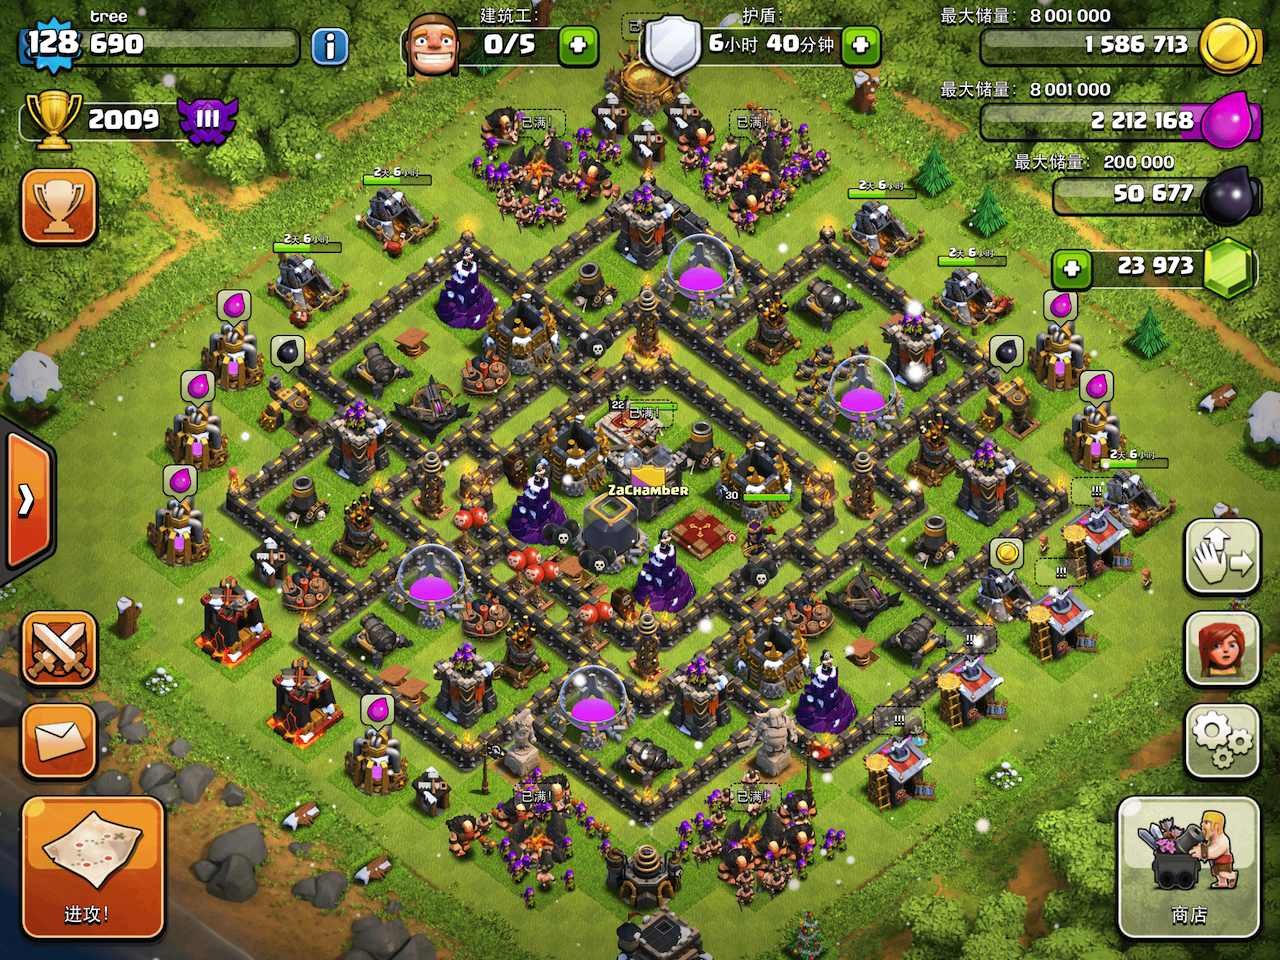 tree
128
690
建筑工:
0/5
护盾:
6小时 40分钟
最大储量: 8 001 000
1 586 713
最大储量: 8 001 000
2 212 168
最大储量: 200 000
50 677
23 973
2009
III
已满!
已满!
2天 6小时
2天 6小时
2天 6小时
2天 6小时
22
已满!
2天 6小时
!!!
ZaChamber
30
!!!
!!!
!!!
已满!
已满!
进攻!
商店